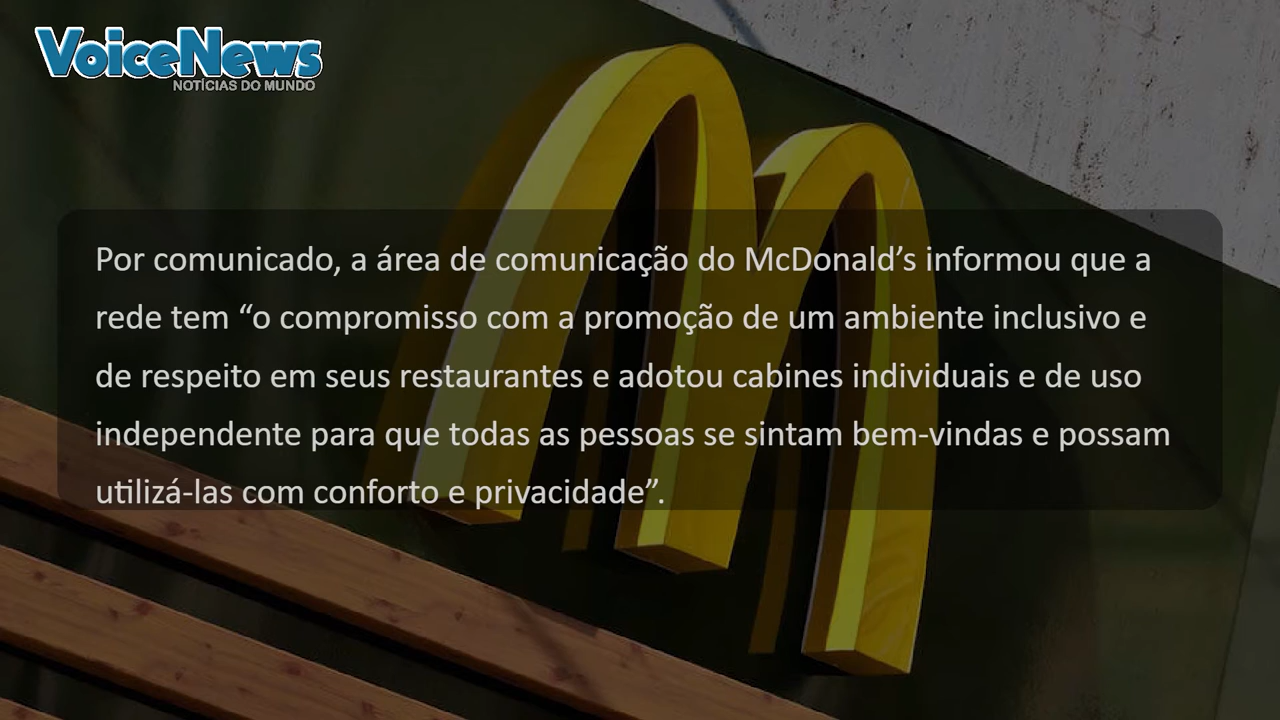 VoiceNews
NOTÍCIAS DO MUNDO
Por comunicado, a área de comunicação do McDonald’s informou que a
rede tem “o compromisso com a promoção de um ambiente inclusivo e
de respeito em seus restaurantes e adotou cabines individuais e de uso
independente para que todas as pessoas se sintam bem-vindas e possam
utilizá-las com conforto e privacidade”.